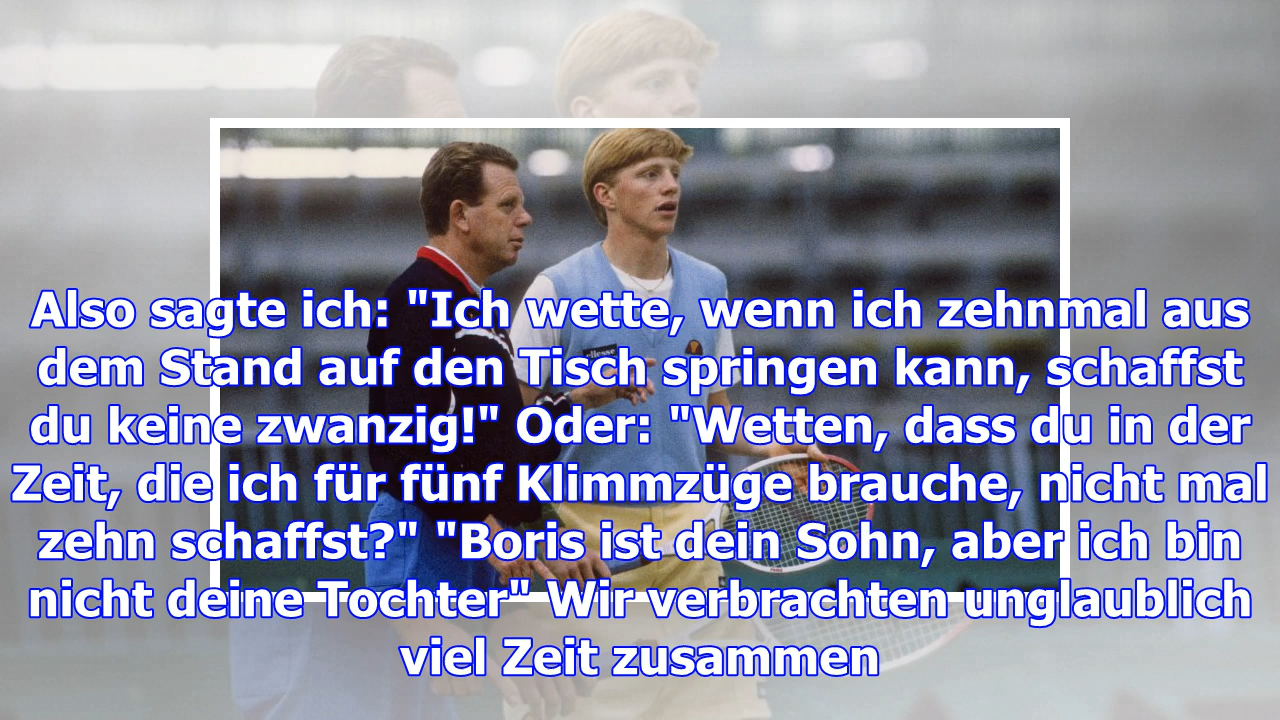 Also sagte ich: "Ich wette, wenn ich zehnmal aus
dem Stand auf den Tisch springen kann, schaffst
du keine zwanzig!" Oder: "Wetten, dass du in der
Zeit, die ich für fünf Klimmzüge brauche, nicht mal
zehn schaffst?" "Boris ist dein Sohn, aber ich bin
nicht deine Tochter" Wir verbrachten unglaublich
viel Zeit zusammen
ellesse